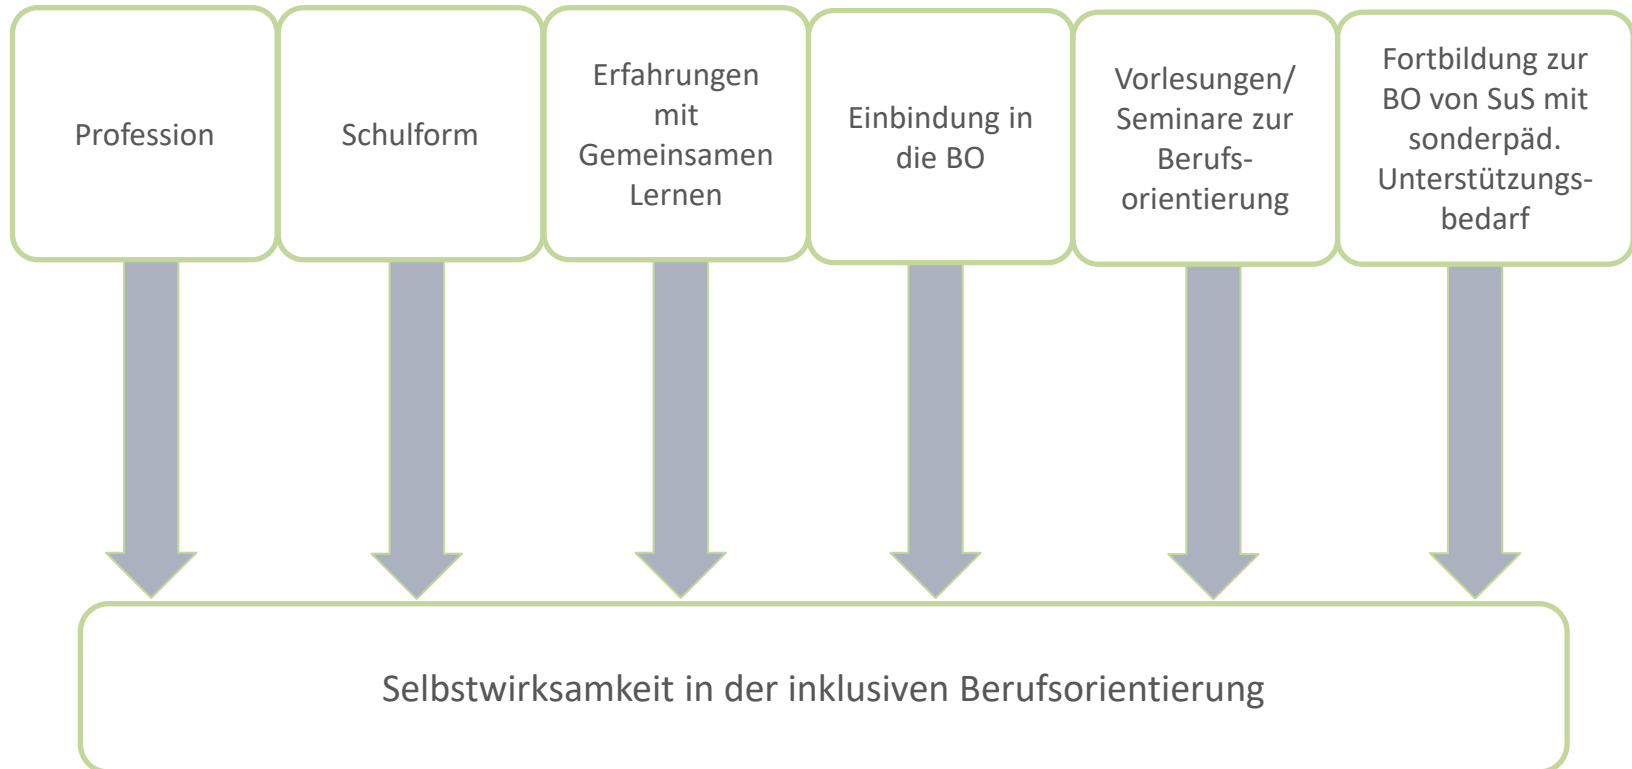 Profession
Schulform
Erfahrungen
mit
Gemeinsamen
Lernen
Einbindung in
die BO
Vorlesungen/
Seminare zur
Berufs-
orientierung
Fortbildung zur
BO von SuS mit
sonderpäd.
Unterstützungs-
bedarf
Selbstwirksamkeit in der inklusiven Berufsorientierung